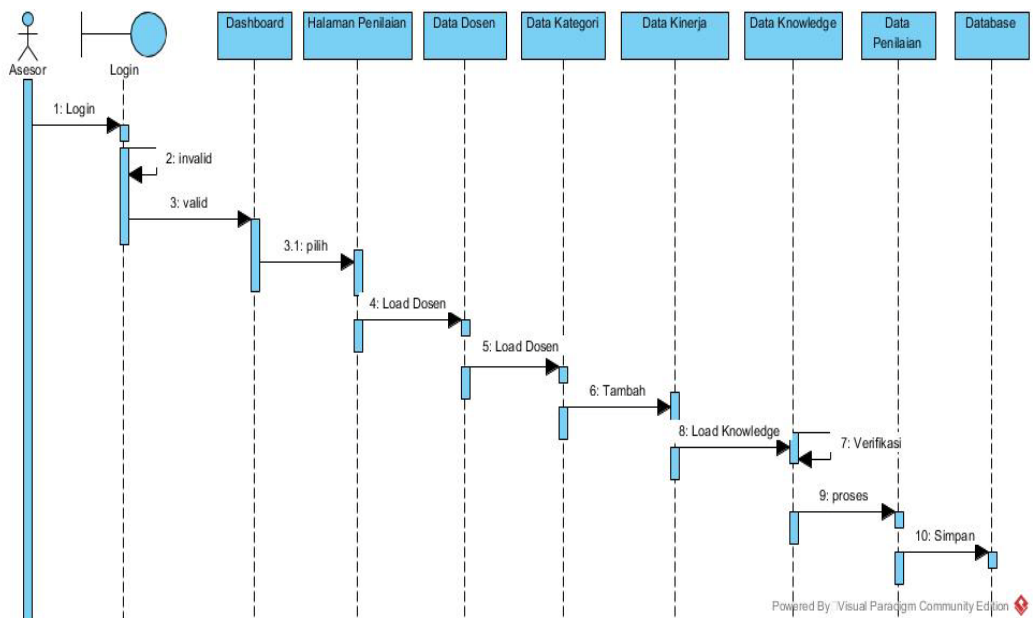 Dashboard
Halaman Penilaian
Data Dosen
Data Kategori
Data Kinerja
Data Knowledge
Data
Penilaian
Database
Asesor
Login
1: Login
2: invalid
3: valid
3.1: pilih
4: Load Dosen
5: Load Dosen
6: Tambah
8: Load Knowledge
7: Verifikasi
9: proses
10: Simpan
Powered By Visual Paradigm Community Edition